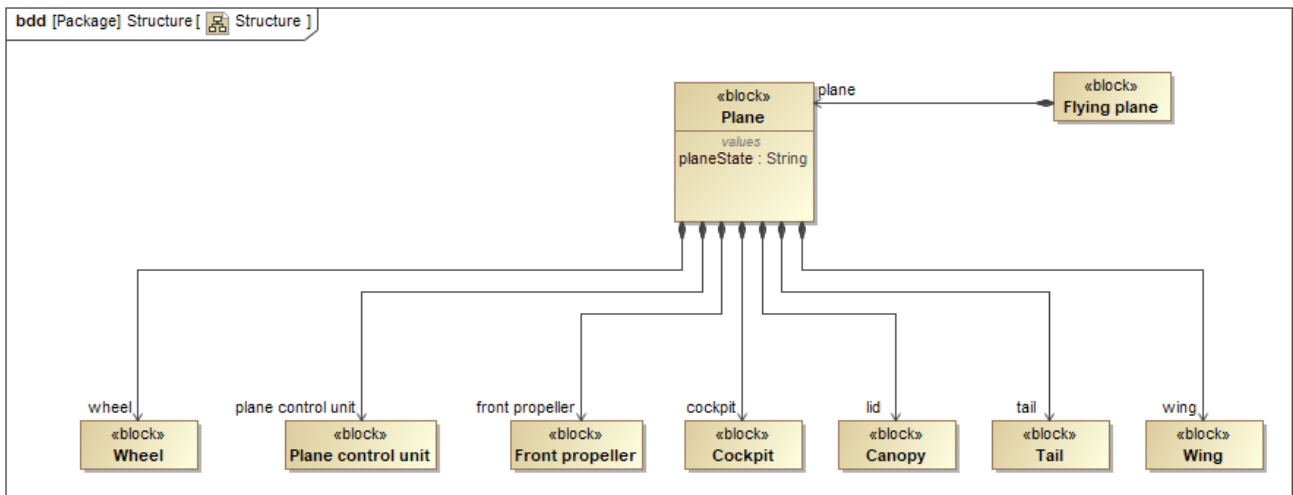 bdd [Package] Structure [ Structure ]
«block»
Plane
values
planeState : String
plane
«block»
Flying plane
wheel
plane control unit
front propeller
cockpit
lid
tail
wing
«block»
Wheel
«block»
Plane control unit
«block»
Front propeller
«block»
Cockpit
«block»
Canopy
«block»
Tail
«block»
Wing